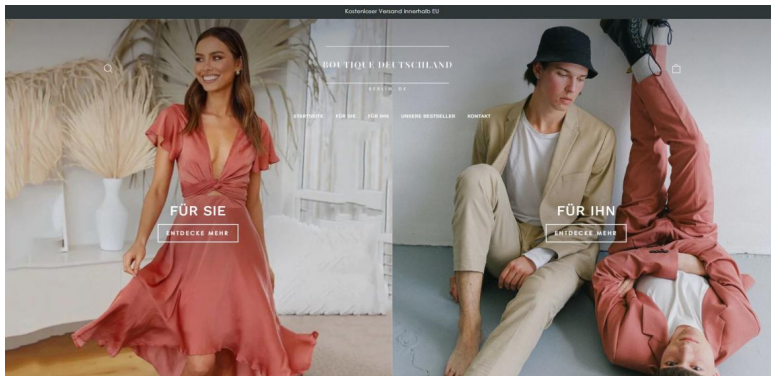 Kostenloser Versand innerhalb EU
BOUTIQUE DEUTSCHLAND
BERLIN, DE
STARTSEITE FÜR SIE FÜR IHN UNSERE BESTSELLER KONTAKT
FÜR SIE
ENTDECKE MEHR
FÜR IHN
ENTDECKE MEHR